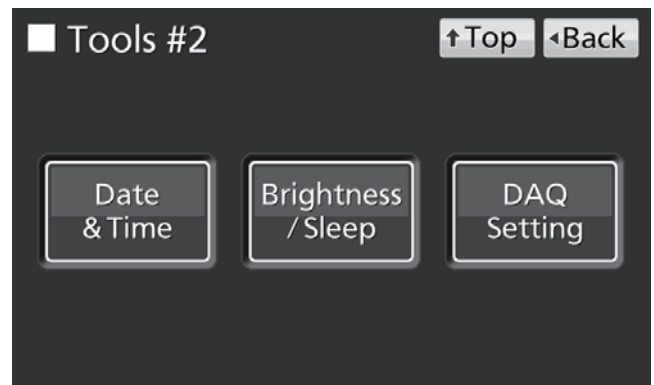 Tools #2
↑Top
◂Back
Date
& Time
Brightness
/ Sleep
DAQ
Setting